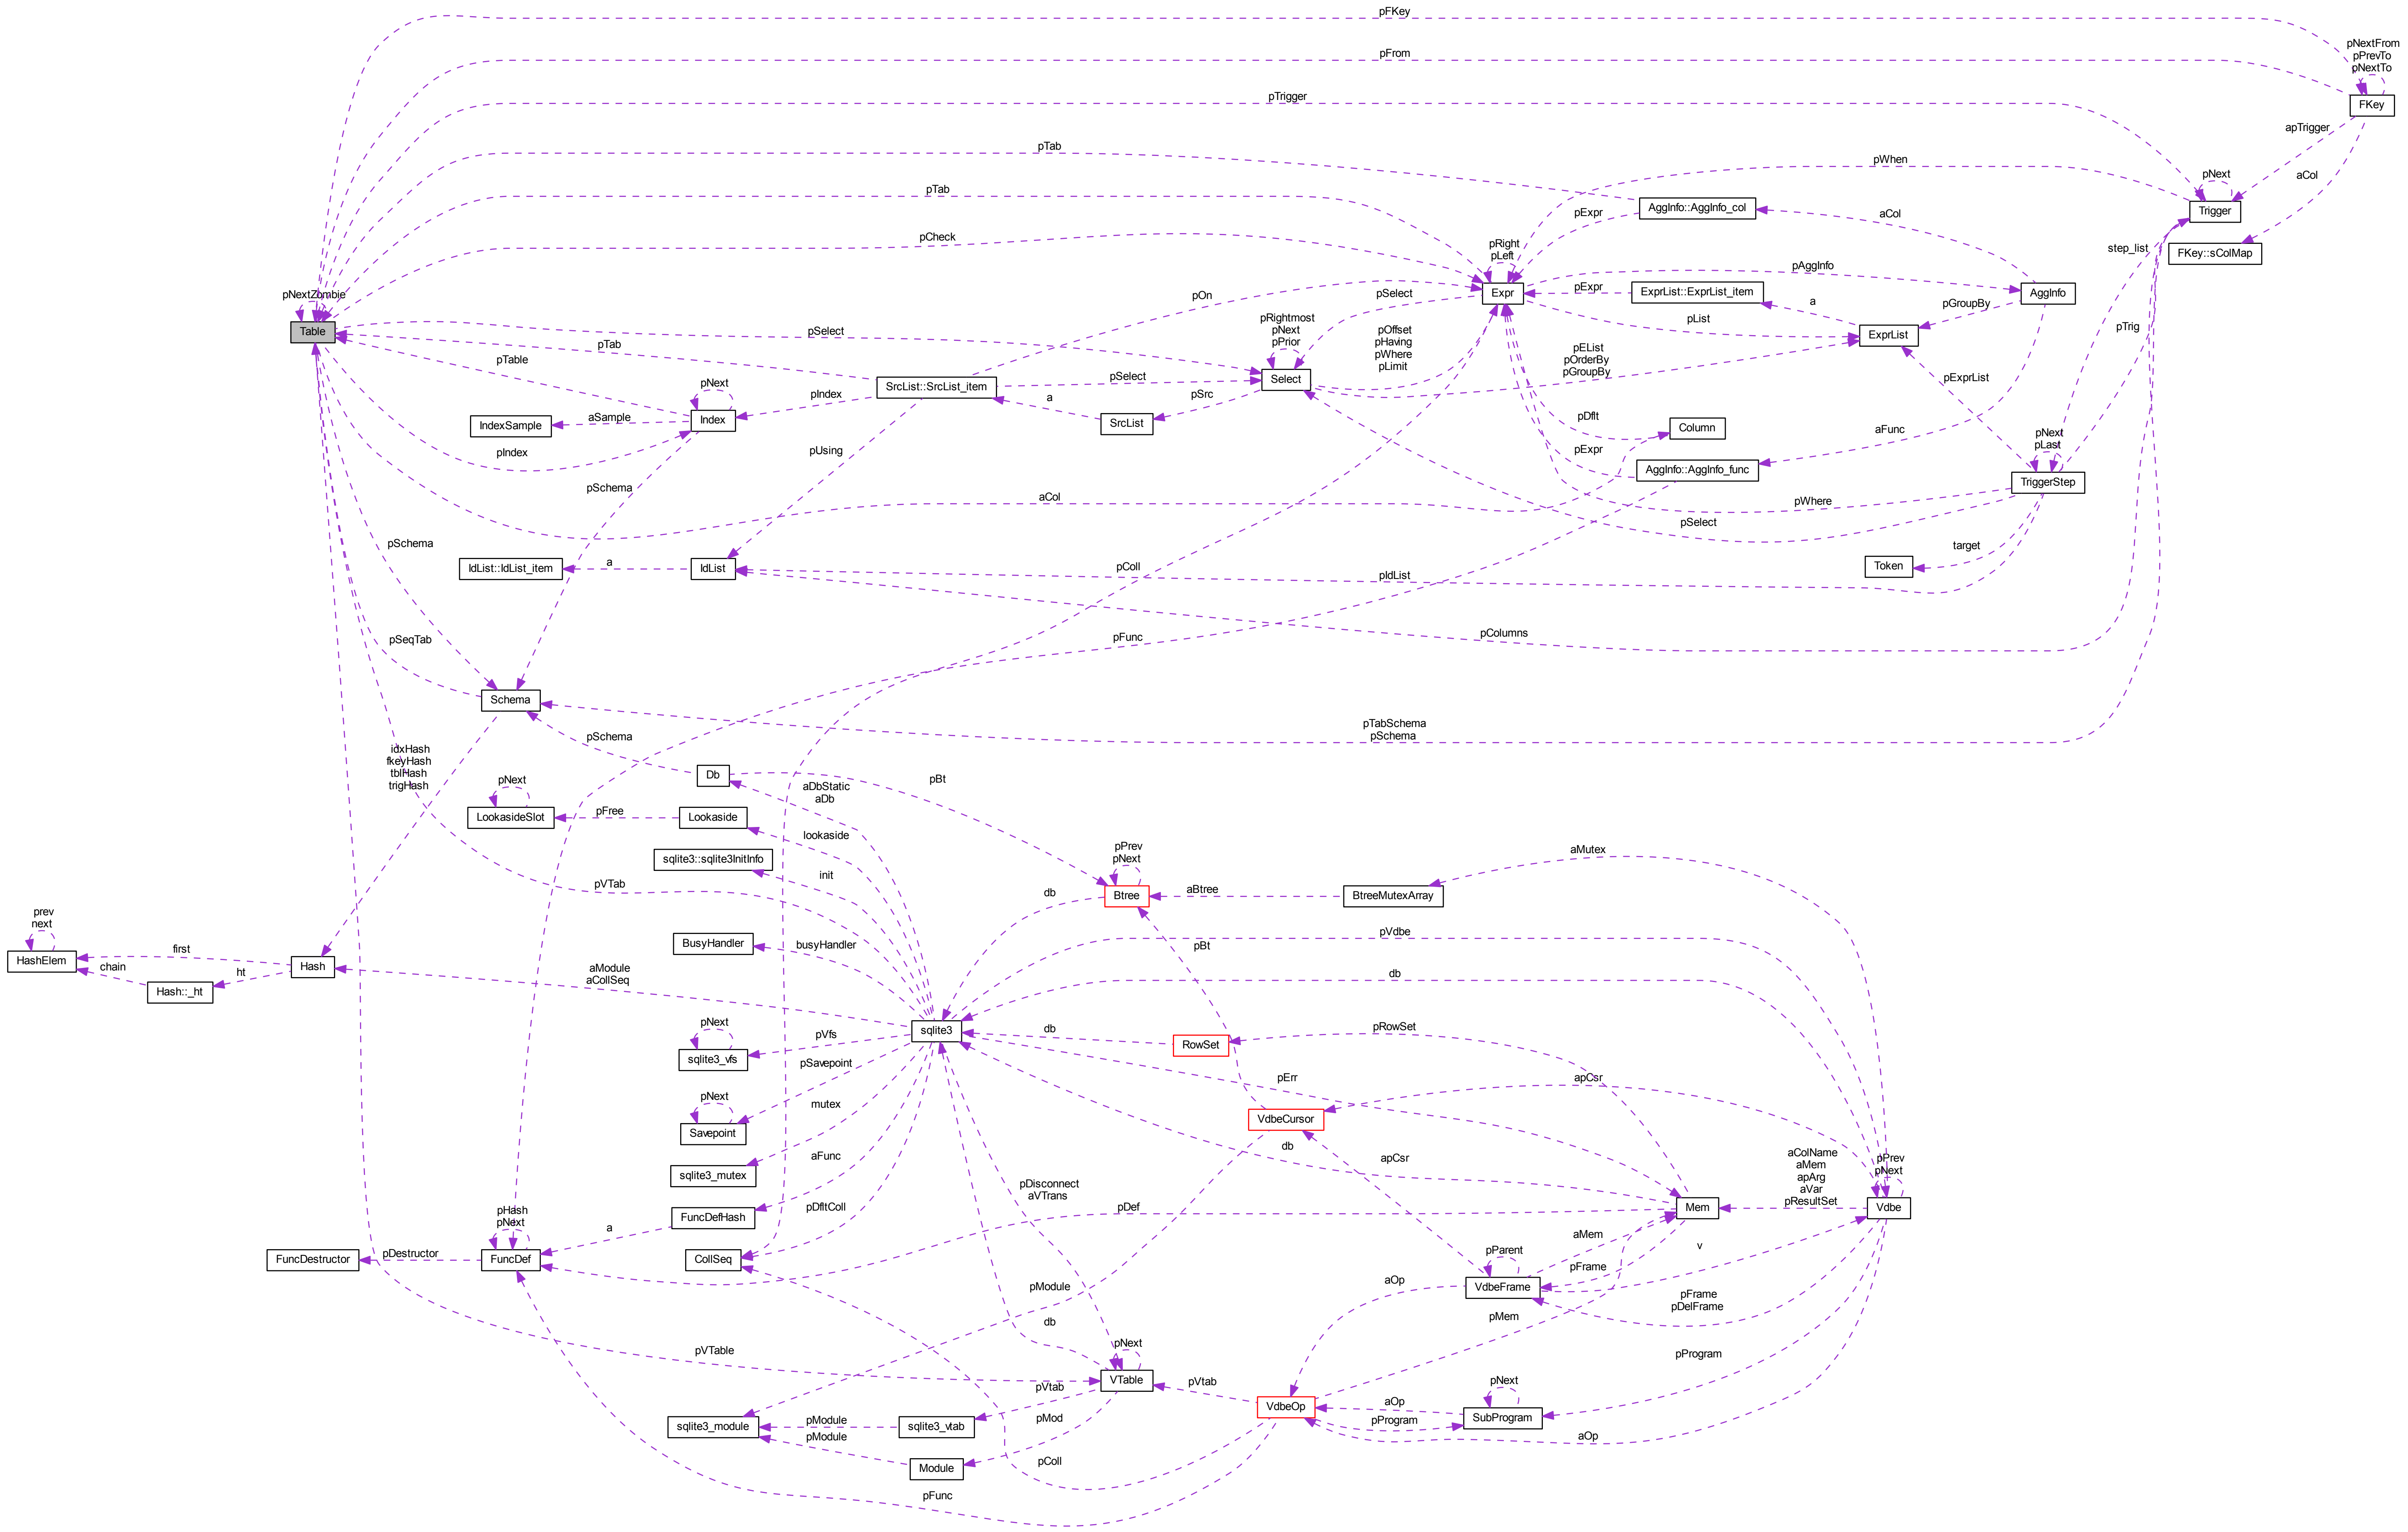 pFKey
pNextFrom
pPrevTo
pNextTo
pFrom
FKey
pTrigger
apTrigger
pTab
pWhen
aCol
pNext
Trigger
pTab
AggInfo::AggInfo_col
pExpr
aCol
step_list
FKey::sColMap
pCheck
pRight
pLeft
pAggInfo
pNextZombie
pOn
pSelect
Expr
pExpr
ExprList::ExprList_item
a
AggInfo
pGroupBy
Table
pSelect
pRightmost
pNext
pPrior
pOffset
pHaving
pWhere
pLimit
pList
ExprList
pTrig
pTab
pTable
pNext
SrcList::SrcList_item
pSelect
Select
pEList
pOrderBy
pGroupBy
pExprList
pIndex
a
pSrc
IndexSample
aSample
Index
SrcList
pDflt
Column
aFunc
pIndex
pUsing
pExpr
AggInfo::AggInfo_func
pNext
pLast
TriggerStep
pSchema
aCol
pWhere
pSelect
pSchema
IdList::IdList_item
a
IdList
pColl
pIdList
Token
target
pSeqTab
pFunc
pColumns
Schema
pTabSchema
pSchema
idxHash
fkeyHash
tblHash
trigHash
pSchema
Db
pBt
pNext
LookasideSlot
pFree
Lookaside
aDbStatic
aDb
lookaside
sqlite3::sqlite3InitInfo
init
pPrev
pNext
aMutex
pVTab
db
Btree
aBtree
BtreeMutexArray
prev
next
HashElem
first
chain
Hash::_ht
ht
Hash
BusyHandler
busyHandler
aModule
aCollSeq
pBt
pVdbe
db
pNext
sqlite3_vfs
pVfs
sqlite3
db
RowSet
pRowSet
pSavepoint
pErr
apCsr
pNext
Savepoint
mutex
VdbeCursor
db
sqlite3_mutex
aFunc
apCsr
aColName
aMem
apArg
aVar
pResultSet
pPrev
pNext
Vdbe
pDisconnect
aVTrans
pDfltColl
pDef
Mem
FuncDefHash
pHash
pNext
a
FuncDestructor
pDestructor
FuncDef
CollSeq
pParent
aMem
v
pFrame
VdbeFrame
aOp
pModule
pFrame
pDelFrame
pMem
db
pNext
pVTable
VTable
pVtab
pVtab
VdbeOp
pNext
aOp
pProgram
SubProgram
pProgram
aOp
sqlite3_module
pModule
sqlite3_vtab
pMod
pModule
Module
pColl
pFunc